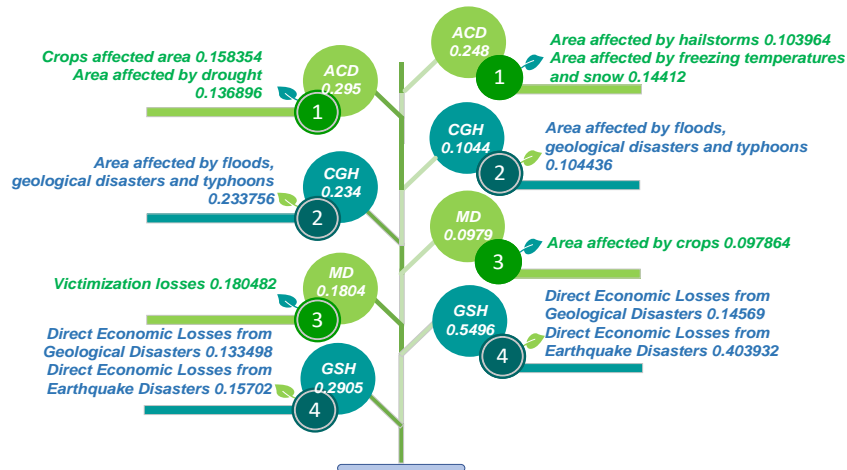 Crops affected area 0.158354
Area affected by drought
0.136896
ACD
0.295
1
Area affected by floods,
geological disasters and typhoons
0.233756
CGH
0.234
2
Victimization losses 0.180482
MD
0.1804
3
Direct Economic Losses from
Geological Disasters 0.133498
Direct Economic Losses from
Earthquake Disasters 0.15702
GSH
0.2905
4
ACD
0.248
1
Area affected by hailstorms 0.103964
Area affected by freezing temperatures
and snow 0.14412
CGH
0.1044
2
Area affected by floods,
geological disasters and typhoons
0.104436
MD
0.0979
3
Area affected by crops 0.097864
GSH
0.5496
4
Direct Economic Losses from
Geological Disasters 0.14569
Direct Economic Losses from
Earthquake Disasters 0.403932